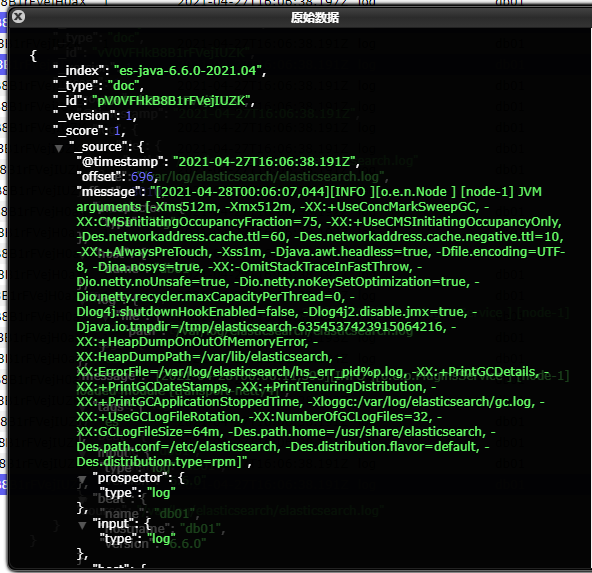 2021-04-27T16:06:38.197Z log db01
原始数据
{
"_index": "es-java-6.6.0-2021.04",
"_type": "doc",
"_id": "pV0VFHkB8B1rFVejIUZK",
"_version": 1,
"_score": 1,
"_source": {
"@timestamp": "2021-04-27T16:06:38.191Z",
"offset": 696,
"message": "[2021-04-28T00:06:07,044][INFO ][o.e.n.Node ] [node-1] JVM
arguments [-Xms512m, -Xmx512m, -XX:+UseConcMarkSweepGC, -
XX:CMSInitiatingOccupancyFraction=75, -XX:+UseCMSInitiatingOccupancyOnly,
-Des.networkaddress.cache.ttl=60, -Des.networkaddress.cache.negative.ttl=10,
-XX:+AlwaysPreTouch, -Xss1m, -Djava.awt.headless=true, -Dfile.encoding=UTF-
8, -Djna.nosys=true, -XX:-OmitStackTraceInFastThrow, -
Dio.netty.noUnsafe=true, -Dio.netty.noKeySetOptimization=true, -
Dio.netty.recycler.maxCapacityPerThread=0, -
Dlog4j.shutdownHookEnabled=false, -Dlog4j2.disable.jmx=true, -
Djava.io.tmpdir=/tmp/elasticsearch-6354537423915064216, -
XX:+HeapDumpOnOutOfMemoryError, -
XX:HeapDumpPath=/var/lib/elasticsearch, -
XX:ErrorFile=/var/log/elasticsearch/hs_err_pid%p.log, -XX:+PrintGCDetails, -
XX:+PrintGCDateStamps, -XX:+PrintTenuringDistribution, -
XX:+PrintGCApplicationStoppedTime, -Xloggc:/var/log/elasticsearch/gc.log, -
XX:+UseGCLogFileRotation, -XX:NumberOfGCLogFiles=32, -
XX:GCLogFileSize=64m, -Des.path.home=/usr/share/elasticsearch, -
Des.path.conf=/etc/elasticsearch, -Des.distribution.flavor=default, -
Des.distribution.type=rpm]",
"prospector": {
"type": "log"
},
"input": {
"type": "log"
},